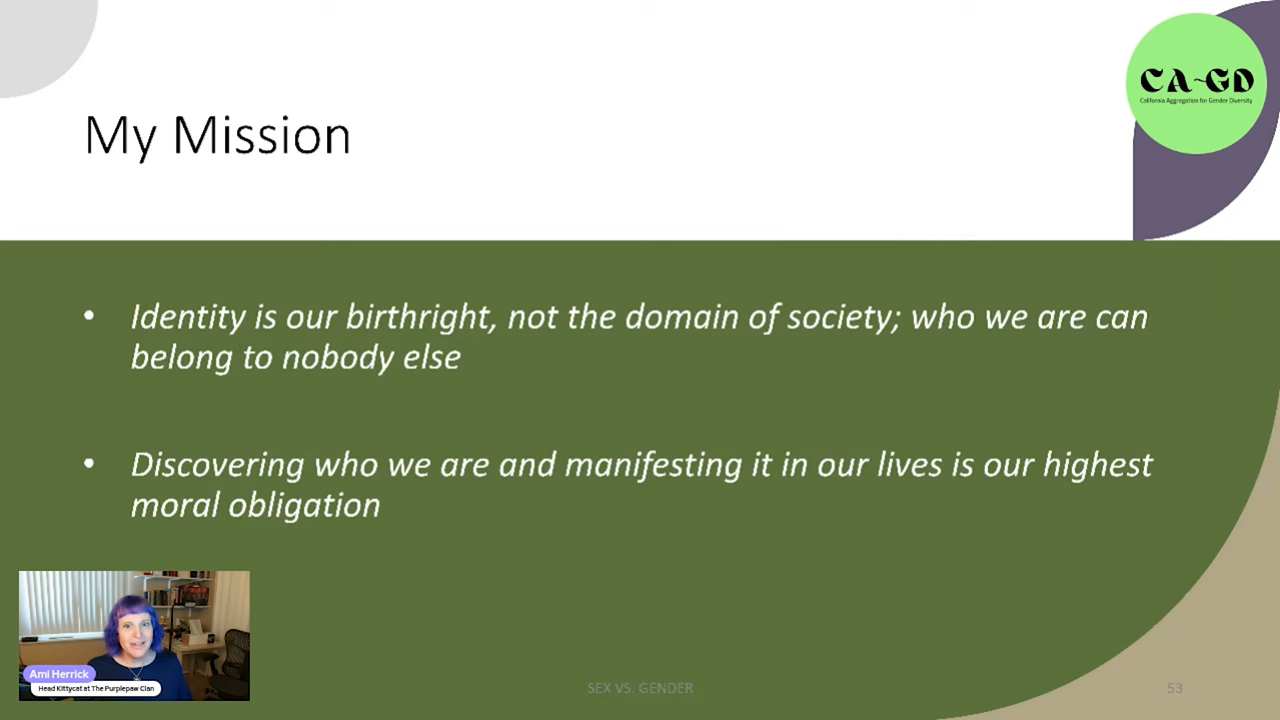 CA~GD
California Aggregation for Gender Diversity
My Mission
• Identity is our birthright, not the domain of society; who we are can
belong to nobody else
• Discovering who we are and manifesting it in our lives is our highest
moral obligation
Ami Herrick
Head Kittycat at The Purplepaw Clan
SEX VS. GENDER
53